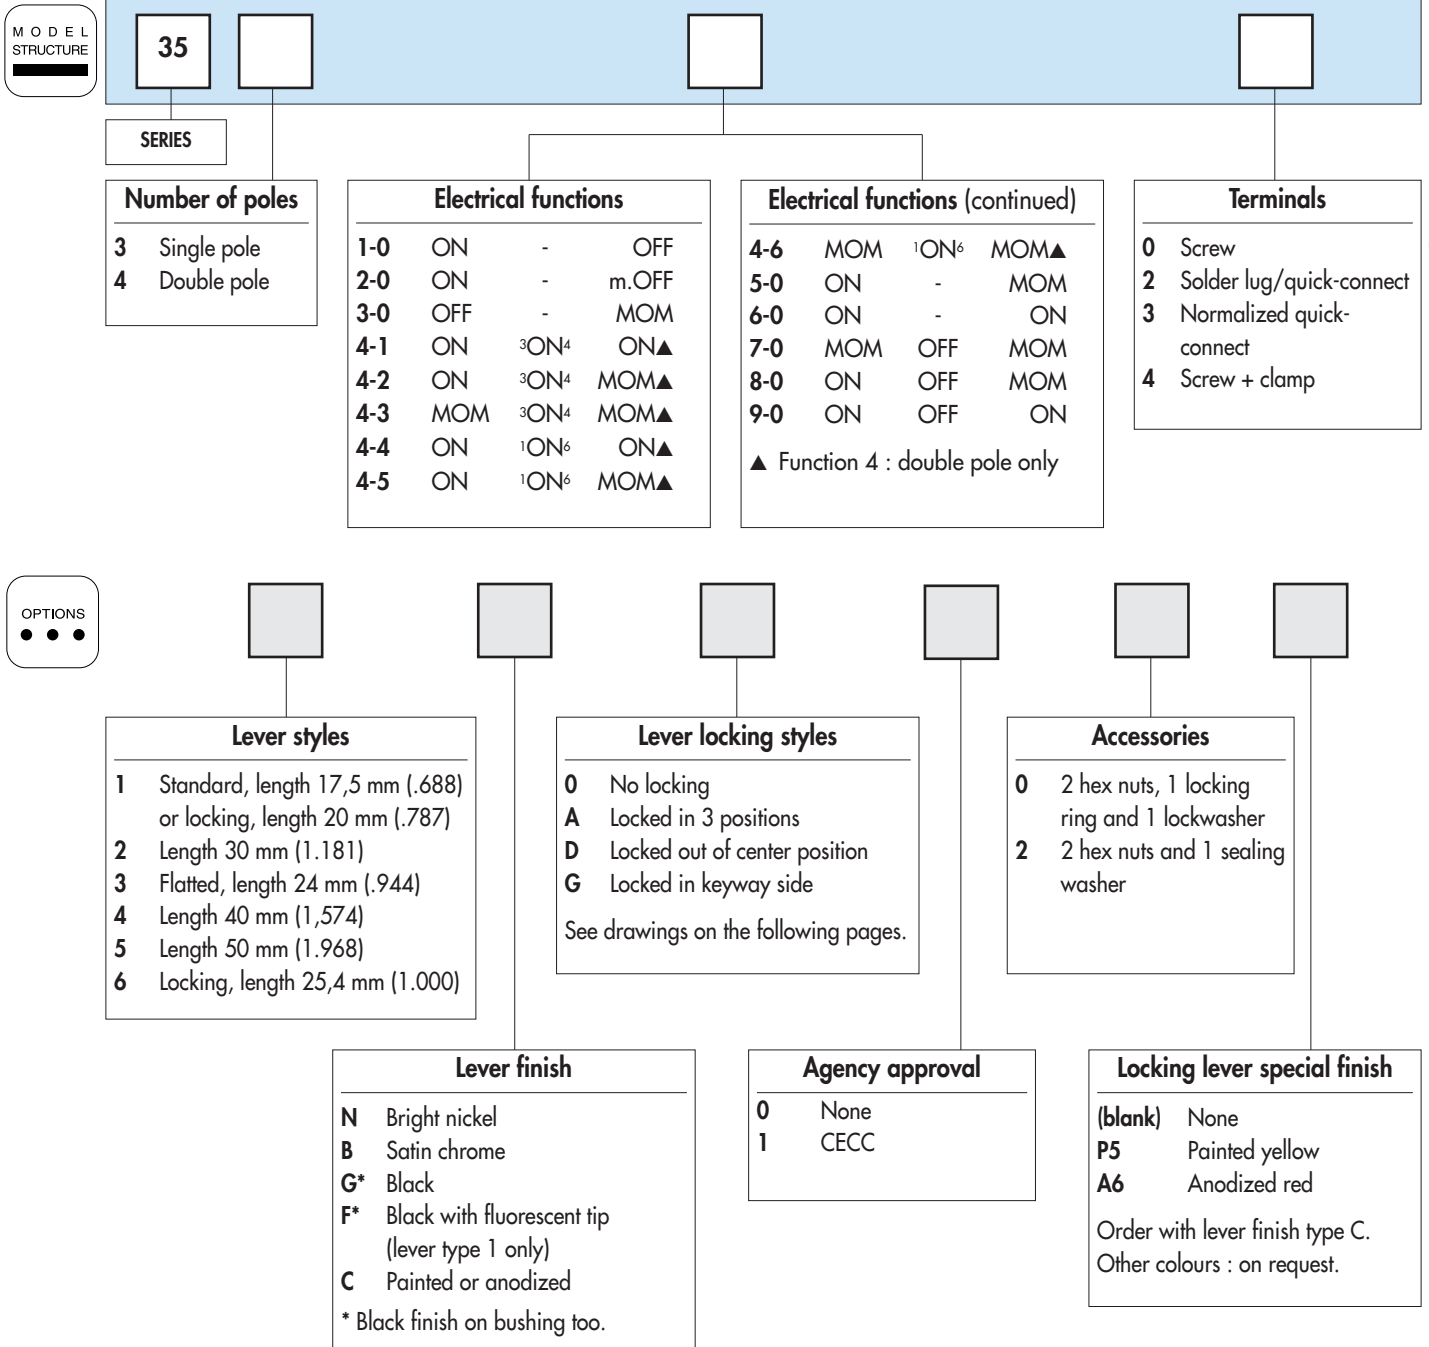 MODEL
STRUCTURE
35
SERIES
Number of poles
3 Single pole
4 Double pole
Electrical functions
1-0 ON - OFF
2-0 ON - m.OFF
3-0 OFF - MOM
4-1 ON ³ON⁴ ON▲
4-2 ON ³ON⁴ MOM▲
4-3 MOM ³ON⁴ MOM▲
4-4 ON ¹ON⁶ ON▲
4-5 ON ¹ON⁶ MOM▲
Electrical functions (continued)
4-6 MOM ¹ON⁶ MOM▲
5-0 ON - MOM
6-0 ON - ON
7-0 MOM OFF MOM
8-0 ON OFF MOM
9-0 ON OFF ON
▲ Function 4 : double pole only
Terminals
0 Screw
2 Solder lug/quick-connect
3 Normalized quick-
connect
4 Screw + clamp
OPTIONS
Lever styles
1 Standard, length 17,5 mm (.688)
or locking, length 20 mm (.787)
2 Length 30 mm (1.181)
3 Flatted, length 24 mm (.944)
4 Length 40 mm (1,574)
5 Length 50 mm (1.968)
6 Locking, length 25,4 mm (1.000)
Lever locking styles
0 No locking
A Locked in 3 positions
D Locked out of center position
G Locked in keyway side
See drawings on the following pages.
Accessories
0 2 hex nuts, 1 locking
ring and 1 lockwasher
2 2 hex nuts and 1 sealing
washer
Lever finish
N Bright nickel
B Satin chrome
G* Black
F* Black with fluorescent tip
(lever type 1 only)
C Painted or anodized
* Black finish on bushing too.
Agency approval
0 None
1 CECC
Locking lever special finish
(blank) None
P5 Painted yellow
A6 Anodized red
Order with lever finish type C.
Other colours : on request.